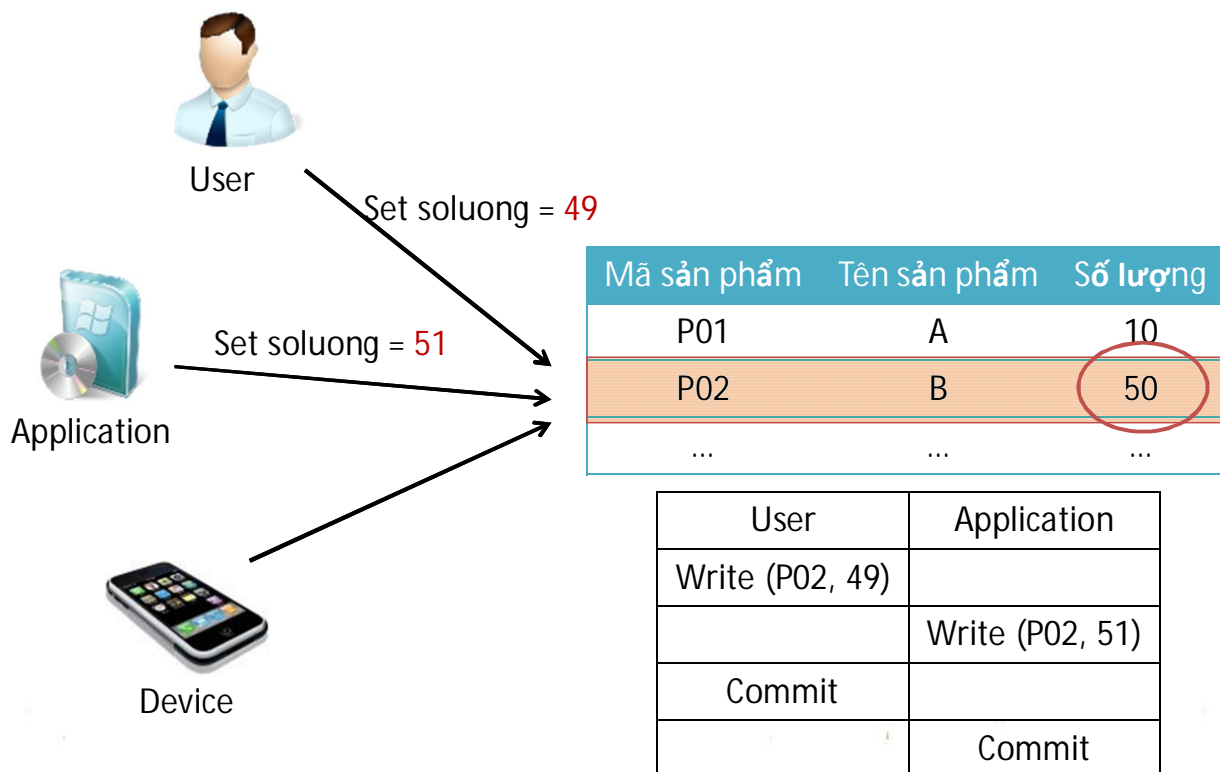 User
Set soluong = 49
Set soluong = 51
Application
Device
Mã sản phẩm Tên sản phẩm Số lượng
P01 A 10
P02 B 50
... ... ...
User Application
Write (P02, 49)
Write (P02, 51)
Commit
Commit